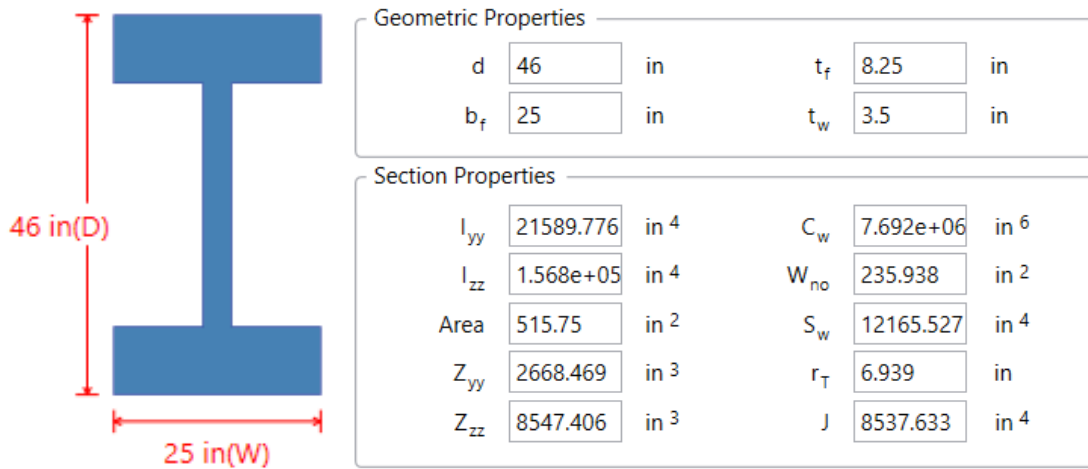 46 in(D)
25 in(W)
Geometric Properties
d 46 in t_f 8.25 in
b_f 25 in t_w 3.5 in
Section Properties
I_yy 21589.776 in 4 C_w 7.692e+06 in 6
I_zz 1.568e+05 in 4 W_no 235.938 in 2
Area 515.75 in 2 S_w 12165.527 in 4
Z_yy 2668.469 in 3 r_T 6.939 in
Z_zz 8547.406 in 3 J 8537.633 in 4